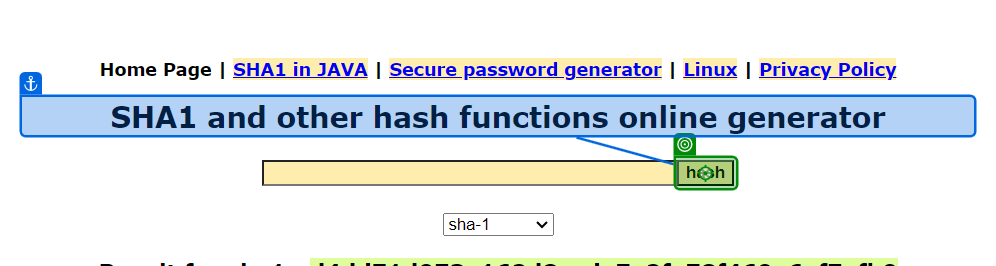 Home Page | SHA1 in JAVA | Secure password generator | Linux | Privacy Policy
SHA1 and other hash functions online generator
hash
sha-1